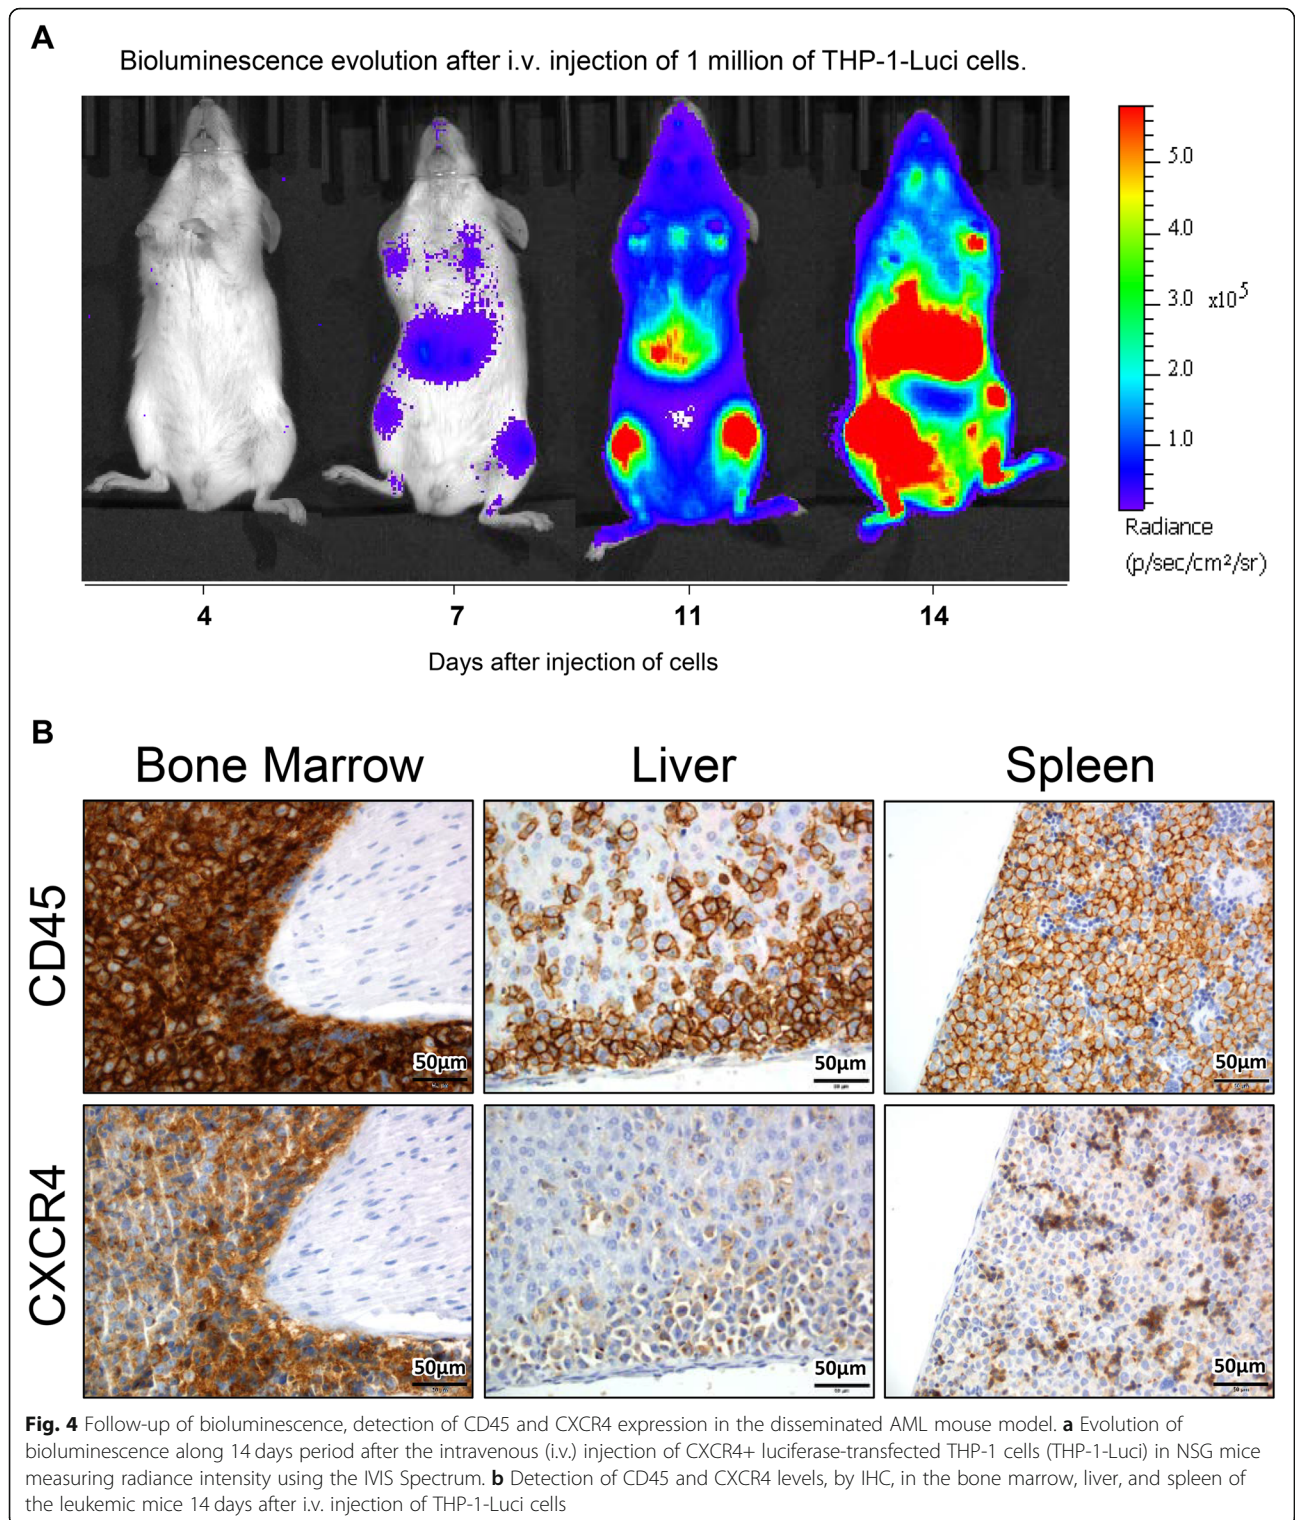 A
Bioluminescence evolution after i.v. injection of 1 million of THP-1-Luci cells.
5.0
4.0
3.0 x10⁵
2.0
1.0
Radiance
(p/sec/cm²/sr)
4 7 11 14
Days after injection of cells
B
Bone Marrow Liver Spleen
CD45
50µm 50µm 50µm
CXCR4
50µm 50µm 50µm
Fig. 4 Follow-up of bioluminescence, detection of CD45 and CXCR4 expression in the disseminated AML mouse model. a Evolution of
bioluminescence along 14 days period after the intravenous (i.v.) injection of CXCR4+ luciferase-transfected THP-1 cells (THP-1-Luci) in NSG mice
measuring radiance intensity using the IVIS Spectrum. b Detection of CD45 and CXCR4 levels, by IHC, in the bone marrow, liver, and spleen of
the leukemic mice 14 days after i.v. injection of THP-1-Luci cells